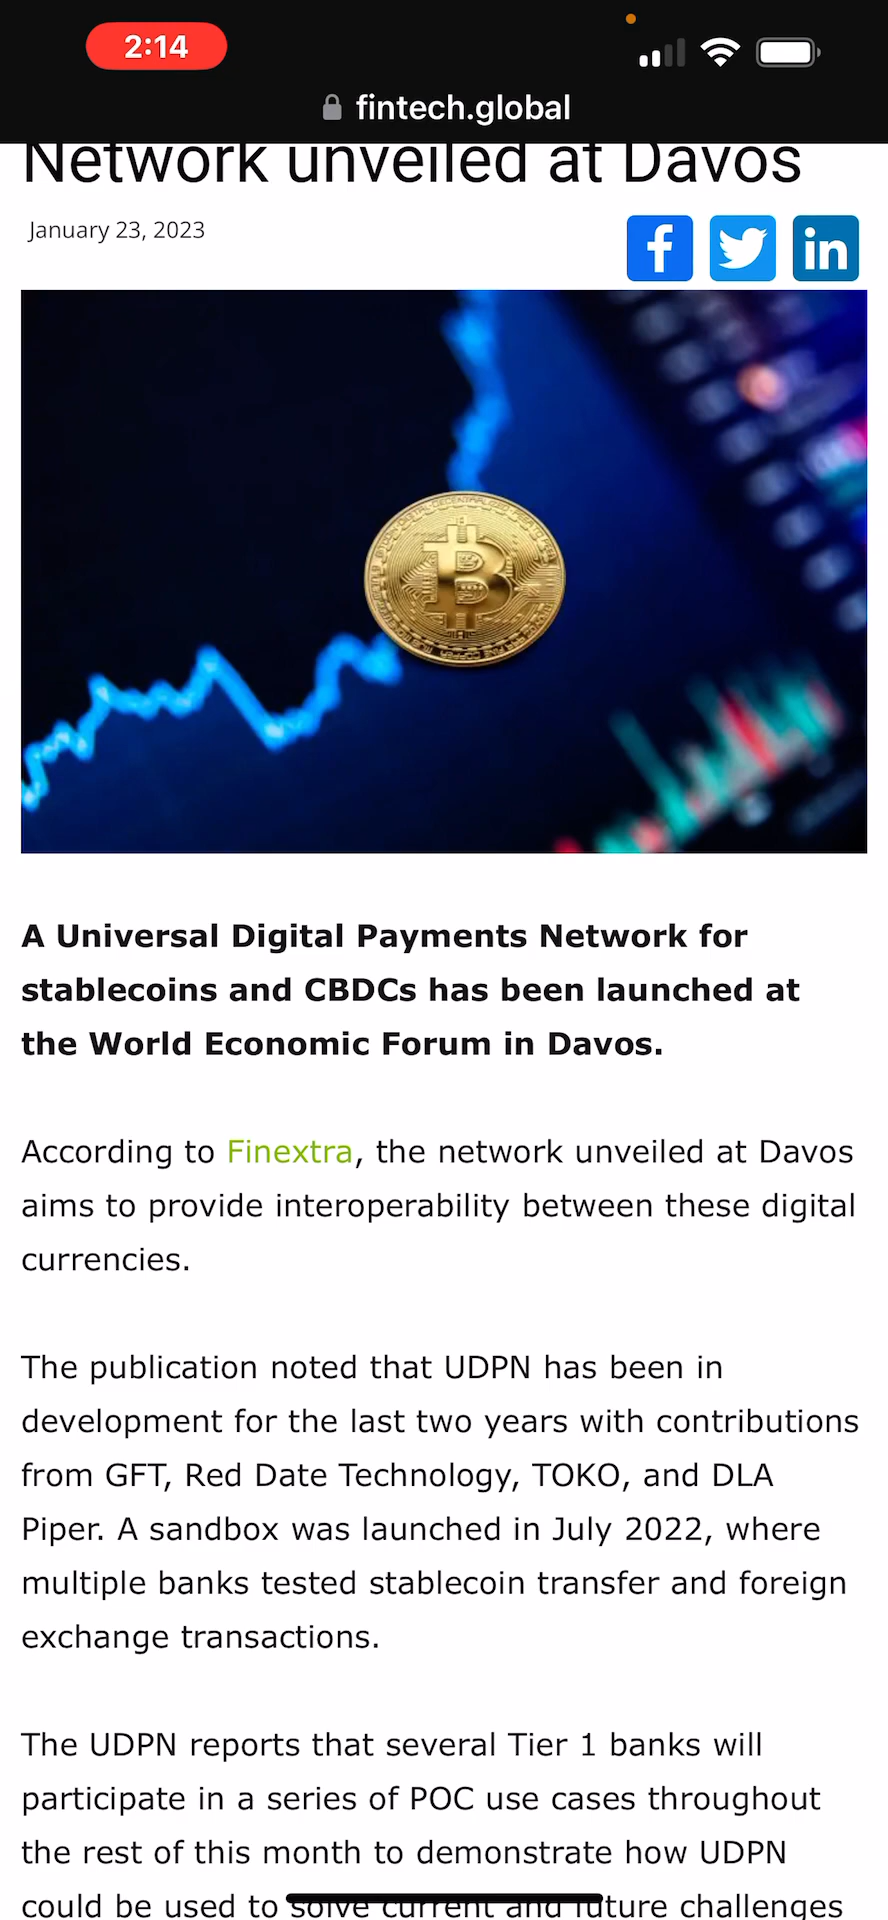 2:14
fintech.global
Network unveiled at Davos
January 23, 2023
A Universal Digital Payments Network for
stablecoins and CBDCs has been launched at
the World Economic Forum in Davos.
According to Finextra, the network unveiled at Davos
aims to provide interoperability between these digital
currencies.
The publication noted that UDPN has been in
development for the last two years with contributions
from GFT, Red Date Technology, TOKO, and DLA
Piper. A sandbox was launched in July 2022, where
multiple banks tested stablecoin transfer and foreign
exchange transactions.
The UDPN reports that several Tier 1 banks will
participate in a series of POC use cases throughout
the rest of this month to demonstrate how UDPN
could be used to solve current and future challenges